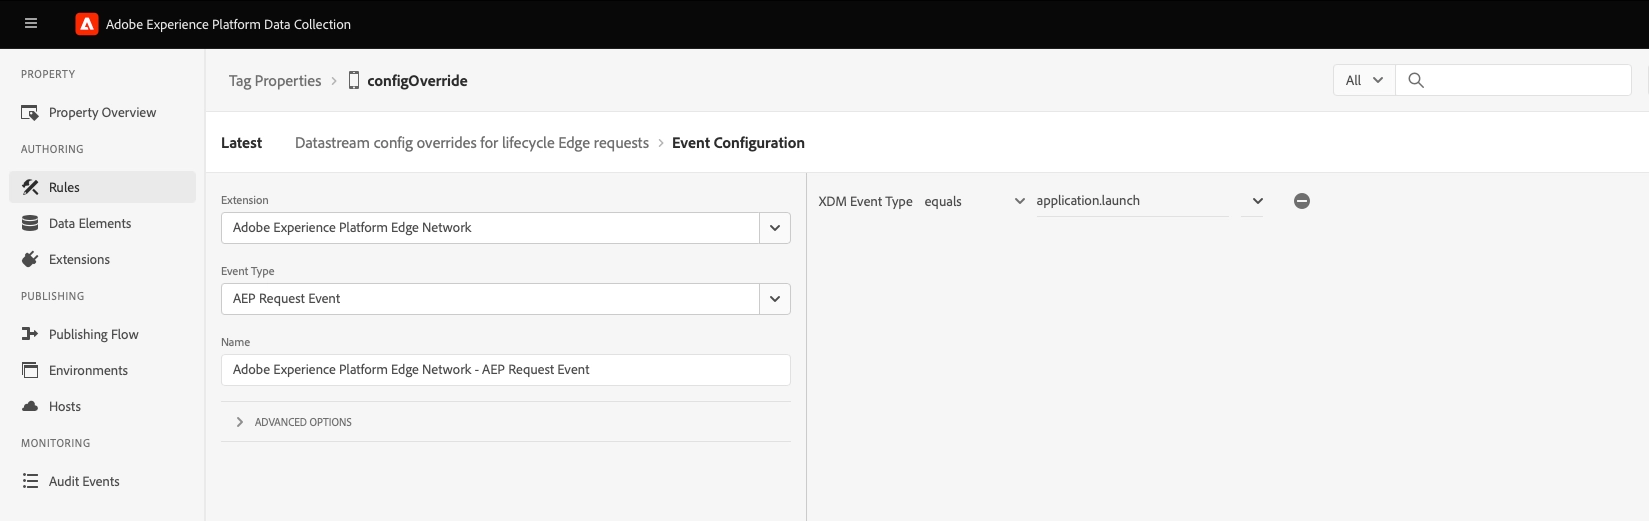 Adobe Experience Platform Data Collection
PROPERTY
Property Overview
AUTHORING
Rules
Data Elements
Extensions
PUBLISHING
Publishing Flow
Environments
Hosts
MONITORING
Audit Events
Tag Properties > configOverride
All
Latest Datastream config overrides for lifecycle Edge requests > Event Configuration
Extension
Adobe Experience Platform Edge Network
Event Type
AEP Request Event
Name
Adobe Experience Platform Edge Network - AEP Request Event
ADVANCED OPTIONS
XDM Event Type equals application.launch